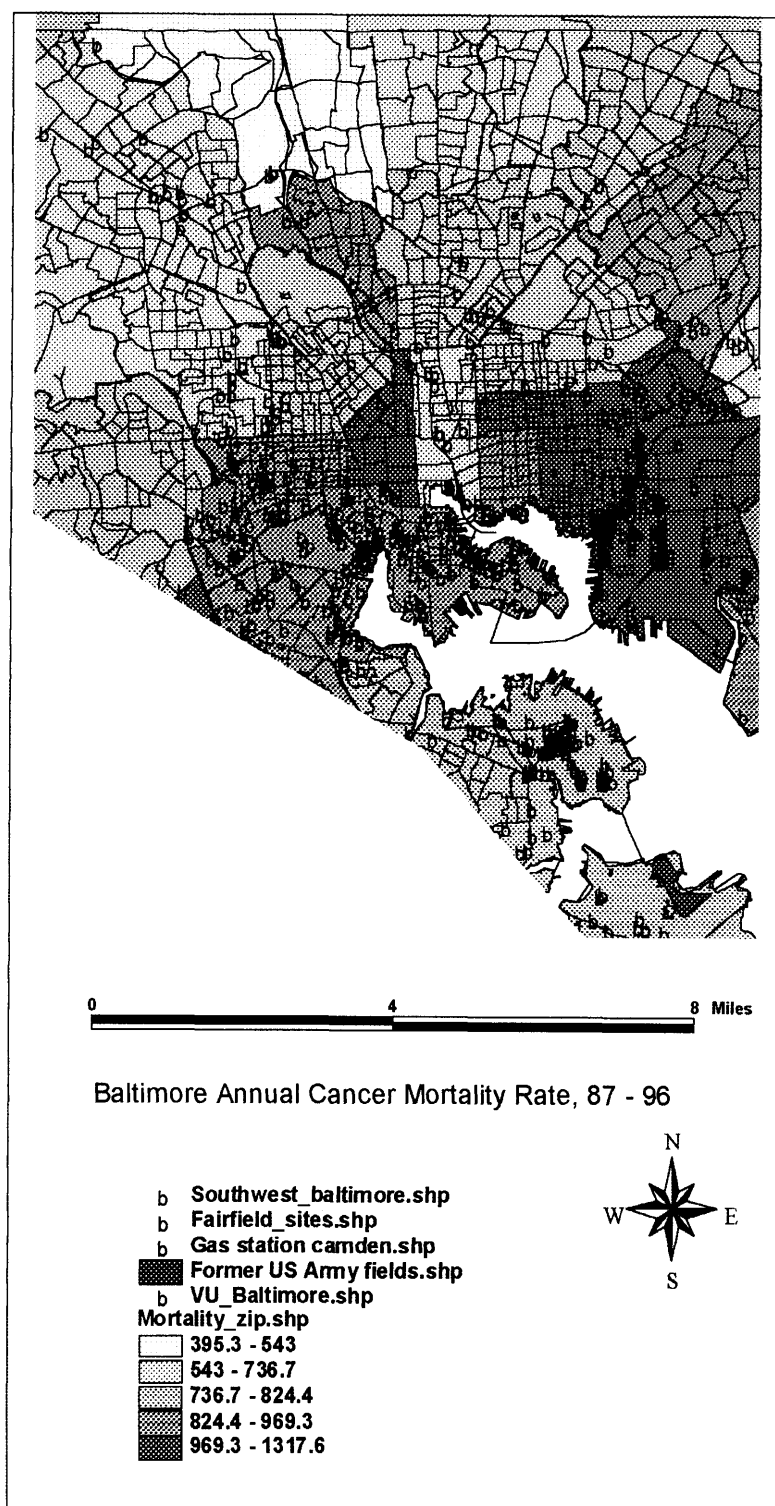 0 4 8 Miles
Baltimore Annual Cancer Mortality Rate, 87 - 96
N
W E
S
b Southwest_baltimore.shp
b Fairfield_sites.shp
b Gas station camden.shp
Former US Army fields.shp
b VU_Baltimore.shp
Mortality_zip.shp
395.3 - 543
543 - 736.7
736.7 - 824.4
824.4 - 969.3
969.3 - 1317.6